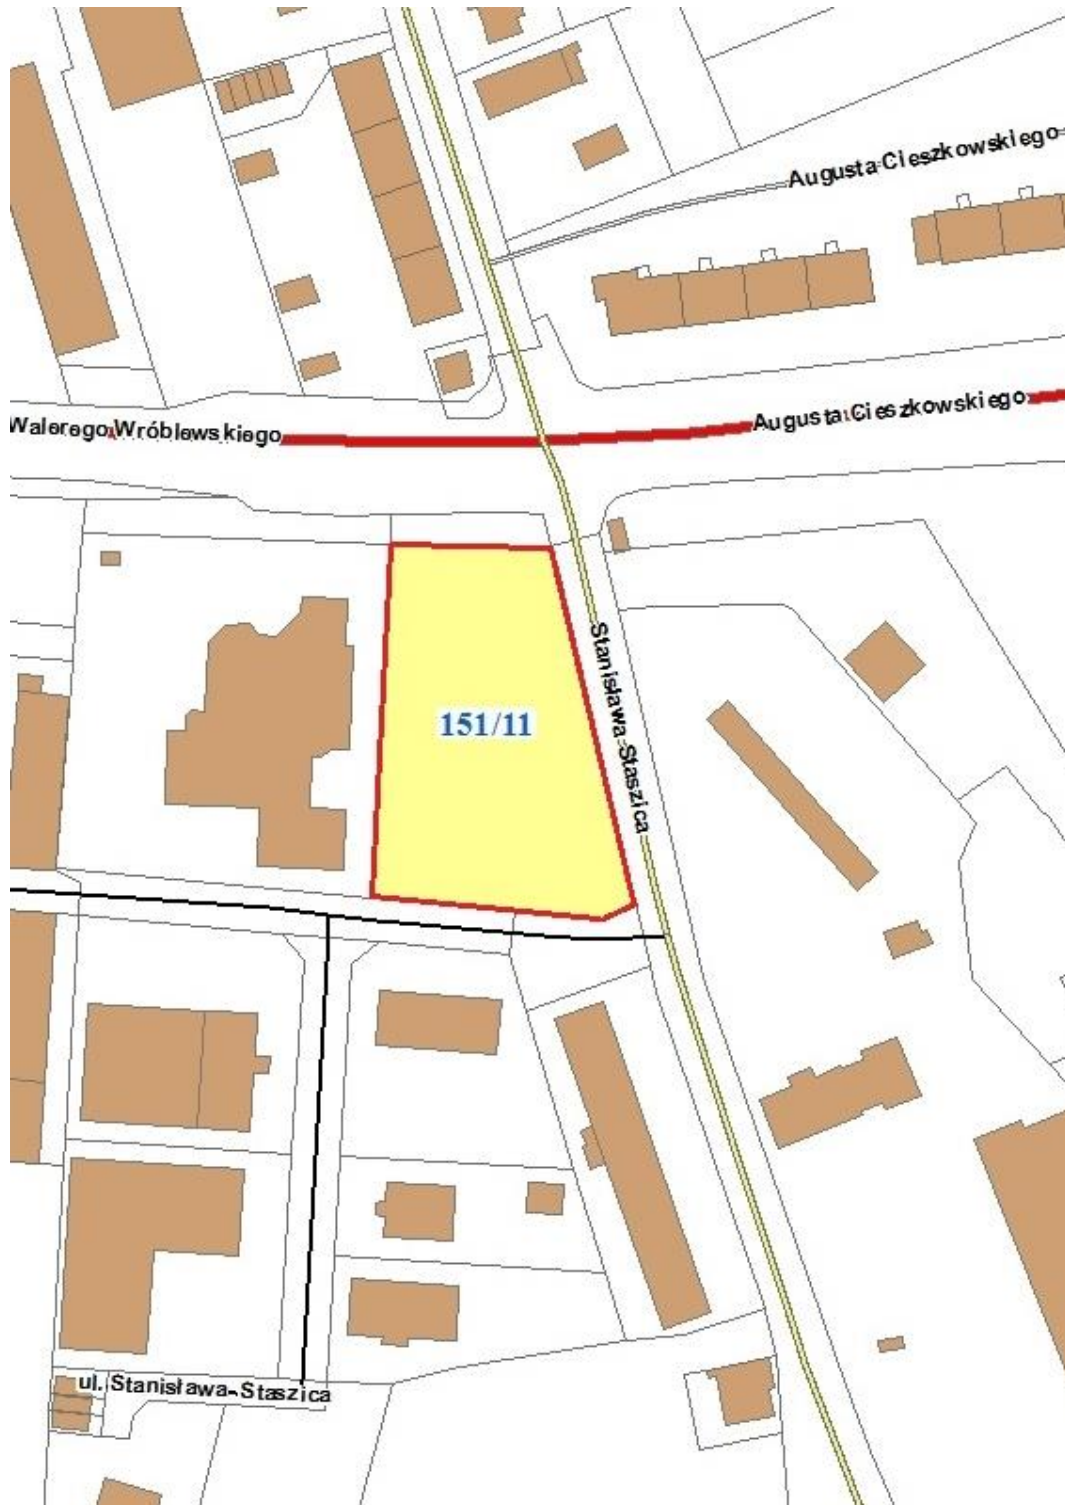 Augusta Cieszkowskiego
Walerego Wróblewskiego
Augusta Cieszkowskiego
Stanisława Staszica
151/11
ul. Stanisława Staszica